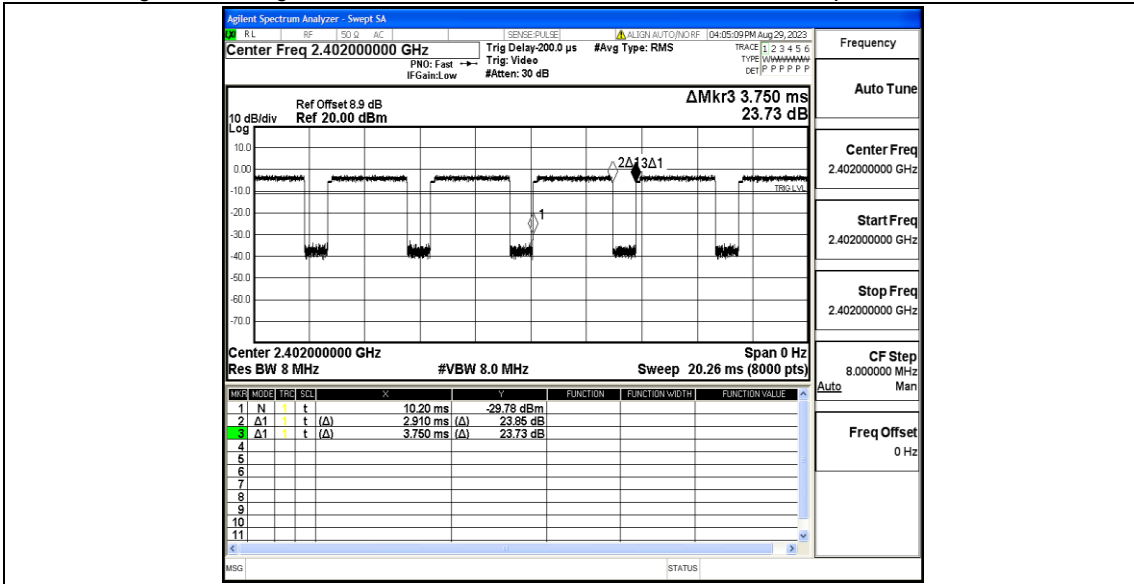 Agilent Spectrum Analyzer - Swept SA
RL RF 50 Ω AC SENSE:PULSE ALIGN AUTO/NO RF 04:05:09 PM Aug 29, 2023
Center Freq 2.402000000 GHz
PNO: Fast
IFGain:Low
Trig Delay-200.0 µs
Trig: Video
#Atten: 30 dB
#Avg Type: RMS
TRACE 1 2 3 4 5 6
TYPE
DET P P P P P P
ΔMkr3 3.750 ms
23.73 dB
Ref Offset 8.9 dB
10 dB/div Ref 20.00 dBm
Log
10.0
0.00
-10.0
-20.0
-30.0
-40.0
-50.0
-60.0
-70.0
2Δ1 3Δ1
TRIG LVL
1
Center 2.402000000 GHz Span 0 Hz
Res BW 8 MHz #VBW 8.0 MHz Sweep 20.26 ms (8000 pts)
MKR MODE TRC SCL X Y FUNCTION FUNCTION WIDTH FUNCTION VALUE
1 N 1 t 10.20 ms -29.78 dBm
2 Δ1 1 t (Δ) 2.910 ms (Δ) 23.85 dB
3 Δ1 1 t (Δ) 3.750 ms (Δ) 23.73 dB
4
5
6
7
8
9
10
11
MSG STATUS
Frequency
Auto Tune
Center Freq
2.402000000 GHz
Start Freq
2.402000000 GHz
Stop Freq
2.402000000 GHz
CF Step
8.000000 MHz
Auto Man
Freq Offset
0 Hz